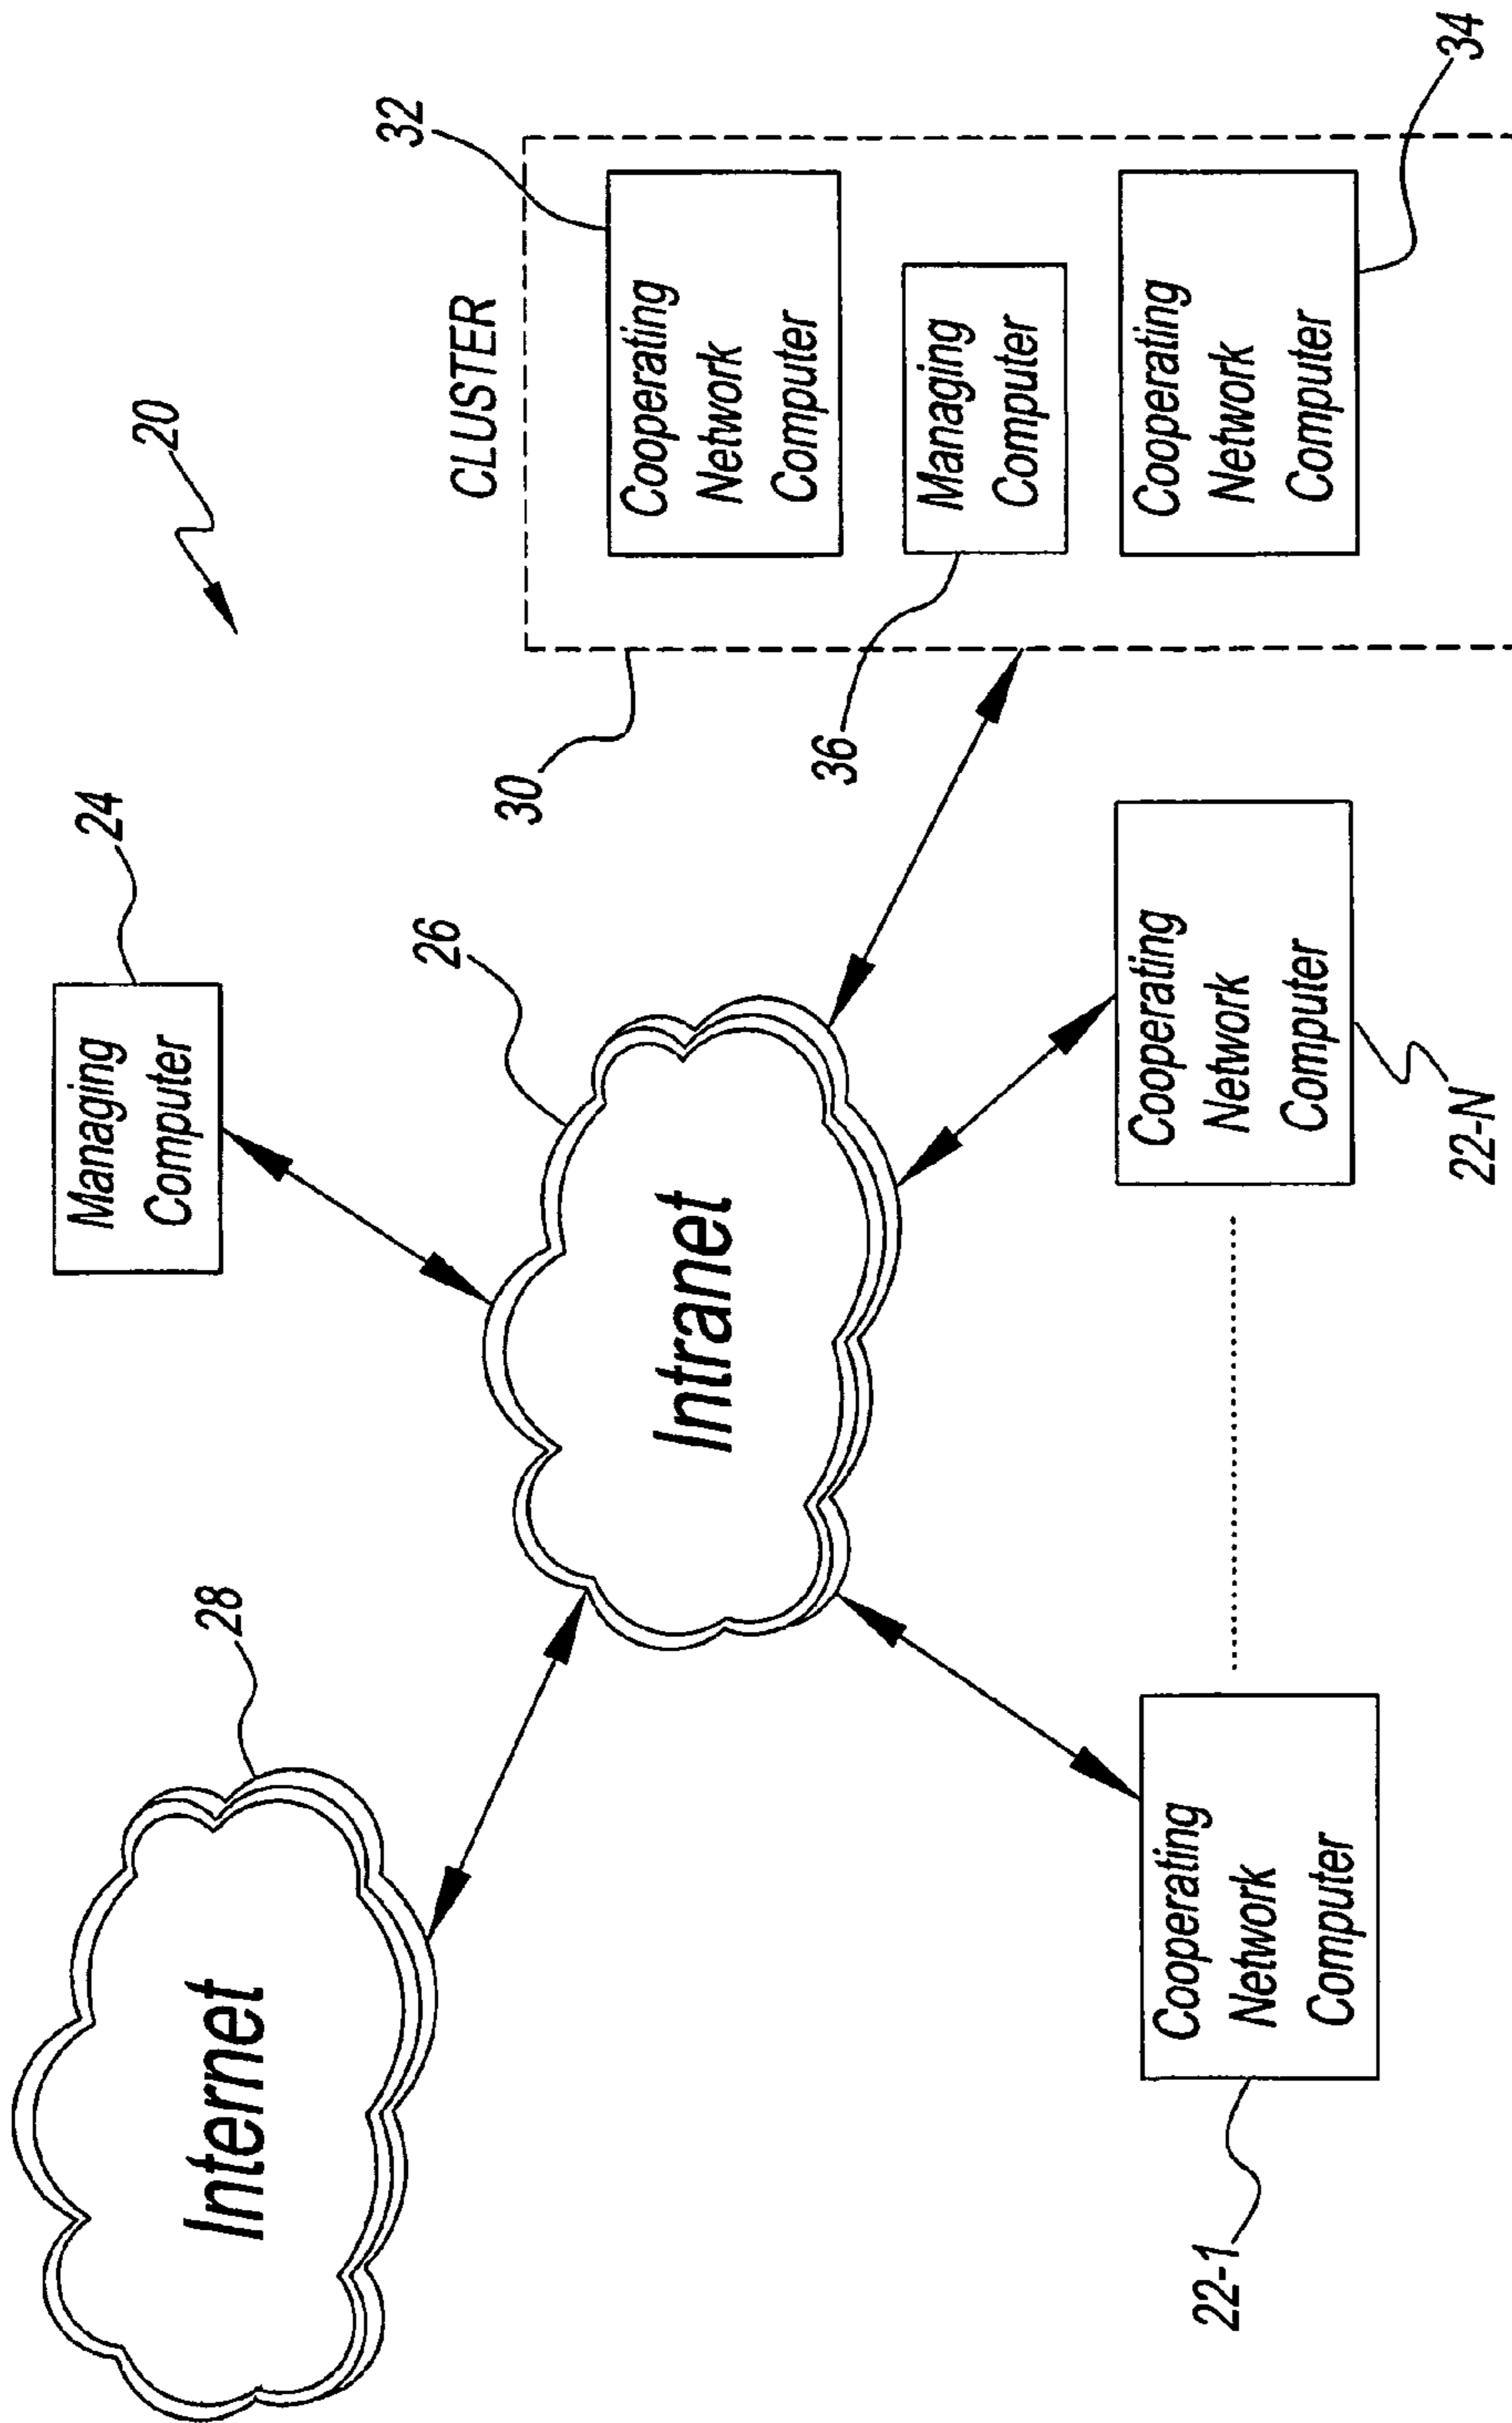 20
28
Internet
24
Managing
Computer
26
Intranet
CLUSTER
32
30
Cooperating
Network
Computer
36
Managing
Computer
Cooperating
Network
Computer
34
22-1
Cooperating
Network
Computer
Cooperating
Network
Computer
22-N